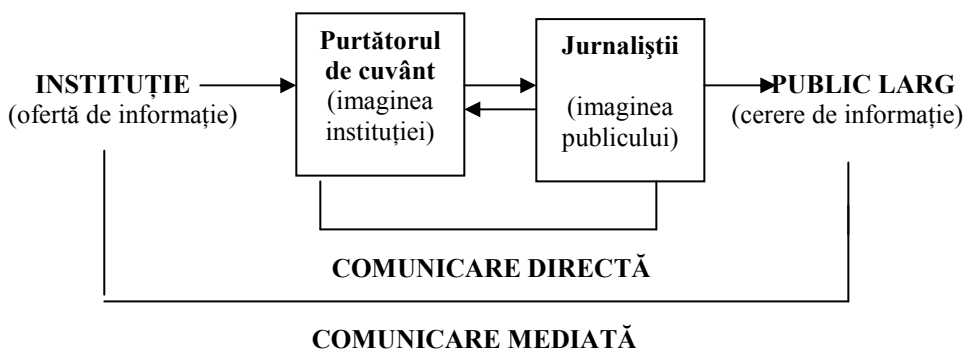 INSTITUȚIE
(ofertă de informație)
Purtătorul
de cuvânt
(imaginea
instituției)
Jurnaliştii
(imaginea
publicului)
PUBLIC LARG
(cerere de informație)
COMUNICARE DIRECTĂ
COMUNICARE MEDIATĂ